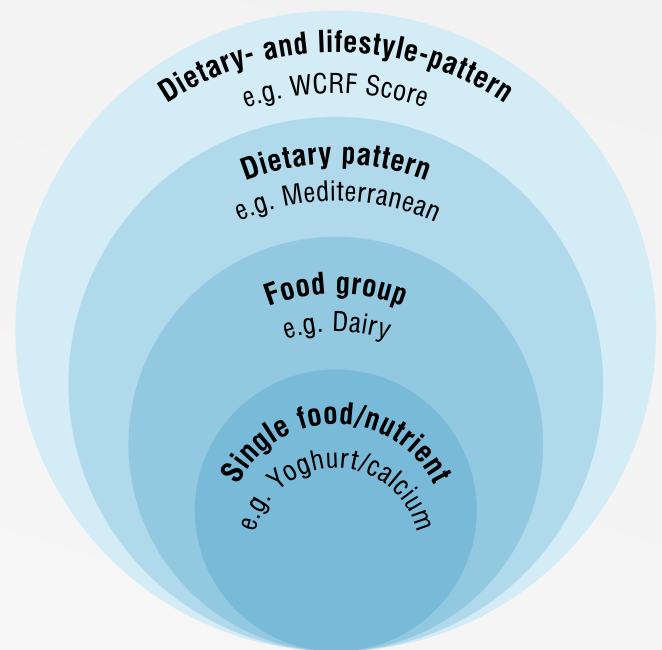 Dietary- and lifestyle-pattern
e.g. WCRF Score
Dietary pattern
e.g. Mediterranean
Food group
e.g. Dairy
Single food/nutrient
e.g. Yoghurt/calcium